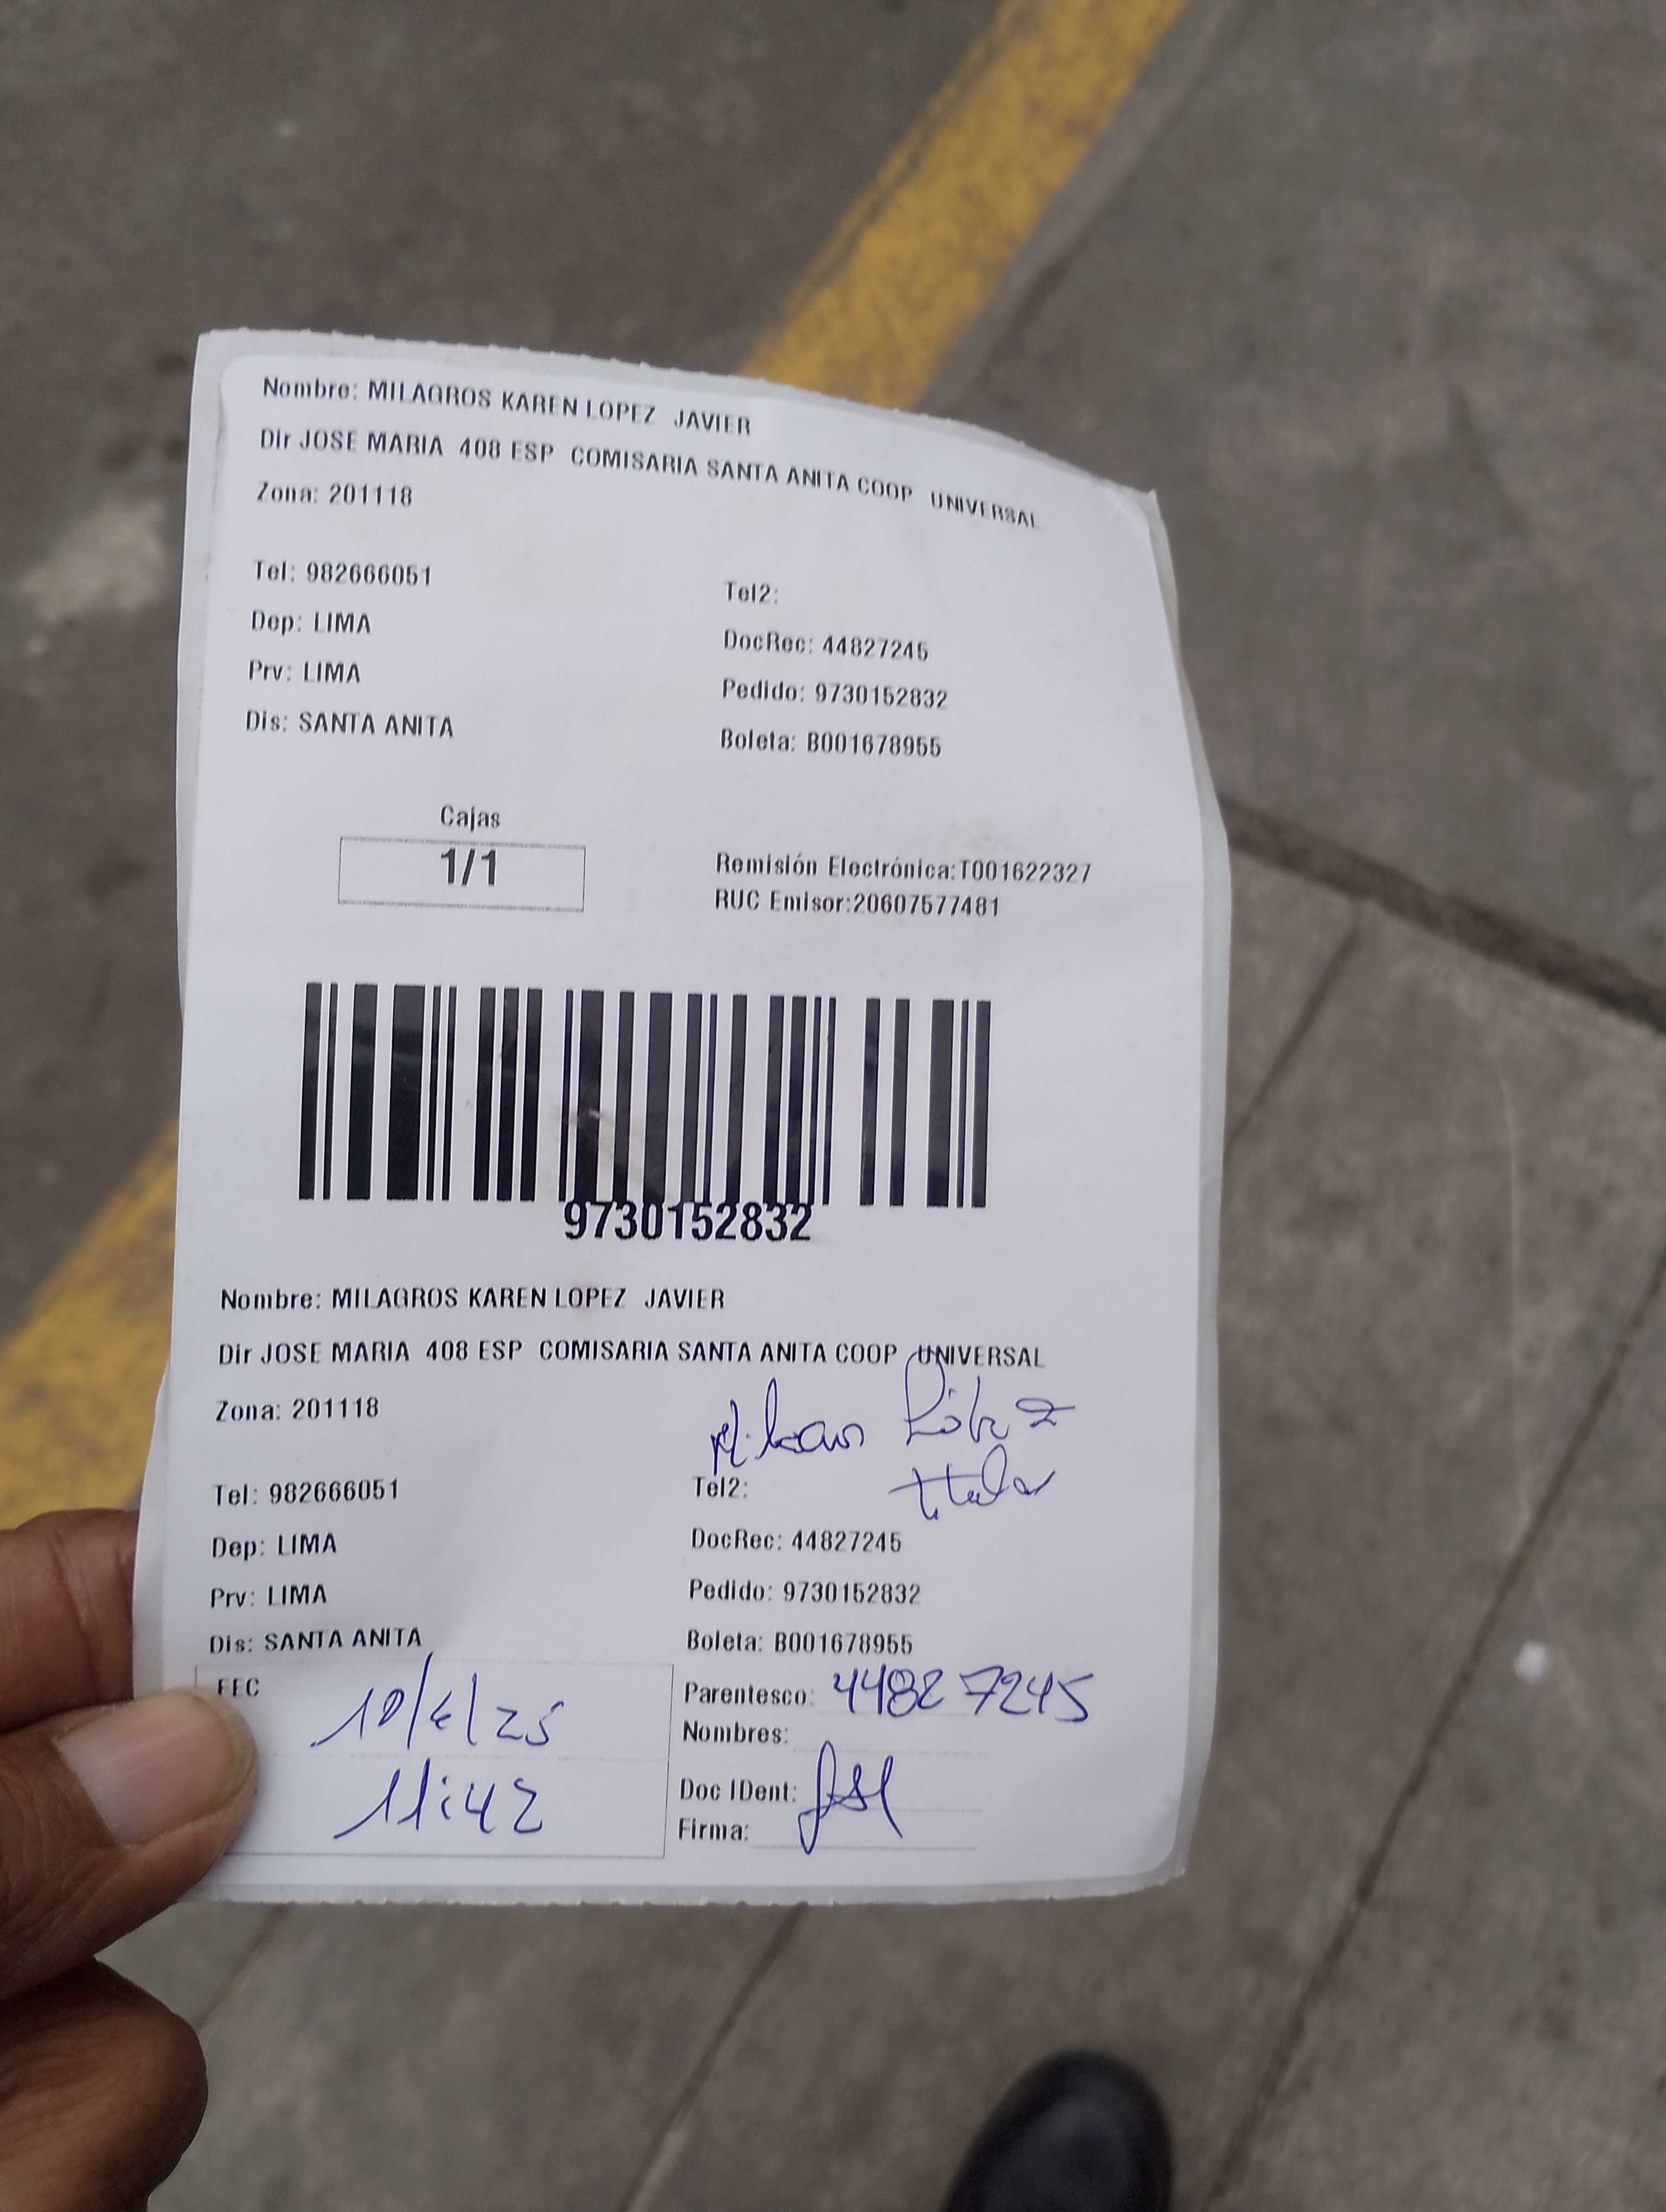 Nombre: MILAGROS KAREN LOPEZ JAVIER
Dir JOSE MARIA 408 ESP COMISARIA SANTA ANITA COOP UNIVERSAL
Zona: 201118
Tel: 982666051 Tel2:
Dep: LIMA DocRec: 44827245
Prv: LIMA Pedido: 9730152832
Dis: SANTA ANITA Boleta: B001678955
Cajas
1/1
Remisión Electrónica:T001622327
RUC Emisor:20607577481
9730152832
Nombre: MILAGROS KAREN LOPEZ JAVIER
Dir JOSE MARIA 408 ESP COMISARIA SANTA ANITA COOP UNIVERSAL
Zona: 201118
Tel: 982666051 Tel2:
Dep: LIMA DocRec: 44827245
Prv: LIMA Pedido: 9730152832
Dis: SANTA ANITA Boleta: B001678955
FEC 10/6/25
11:42
Parentesco: 44827245
Nombres:
Doc IDent:
Firma: